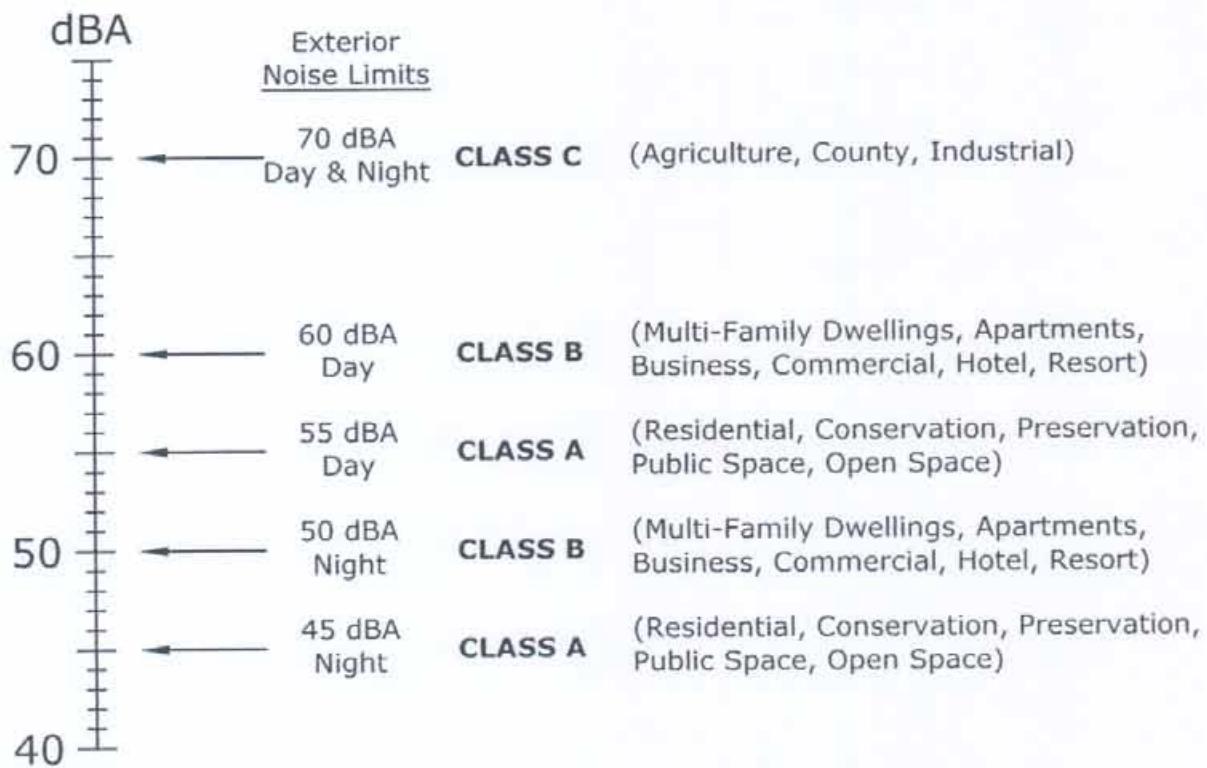 dBA
Exterior
Noise Limits
70
70 dBA
Day & Night
CLASS C
(Agriculture, County, Industrial)
60
60 dBA
Day
CLASS B
(Multi-Family Dwellings, Apartments,
Business, Commercial, Hotel, Resort)
55 dBA
Day
CLASS A
(Residential, Conservation, Preservation,
Public Space, Open Space)
50
50 dBA
Night
CLASS B
(Multi-Family Dwellings, Apartments,
Business, Commercial, Hotel, Resort)
45 dBA
Night
CLASS A
(Residential, Conservation, Preservation,
Public Space, Open Space)
40